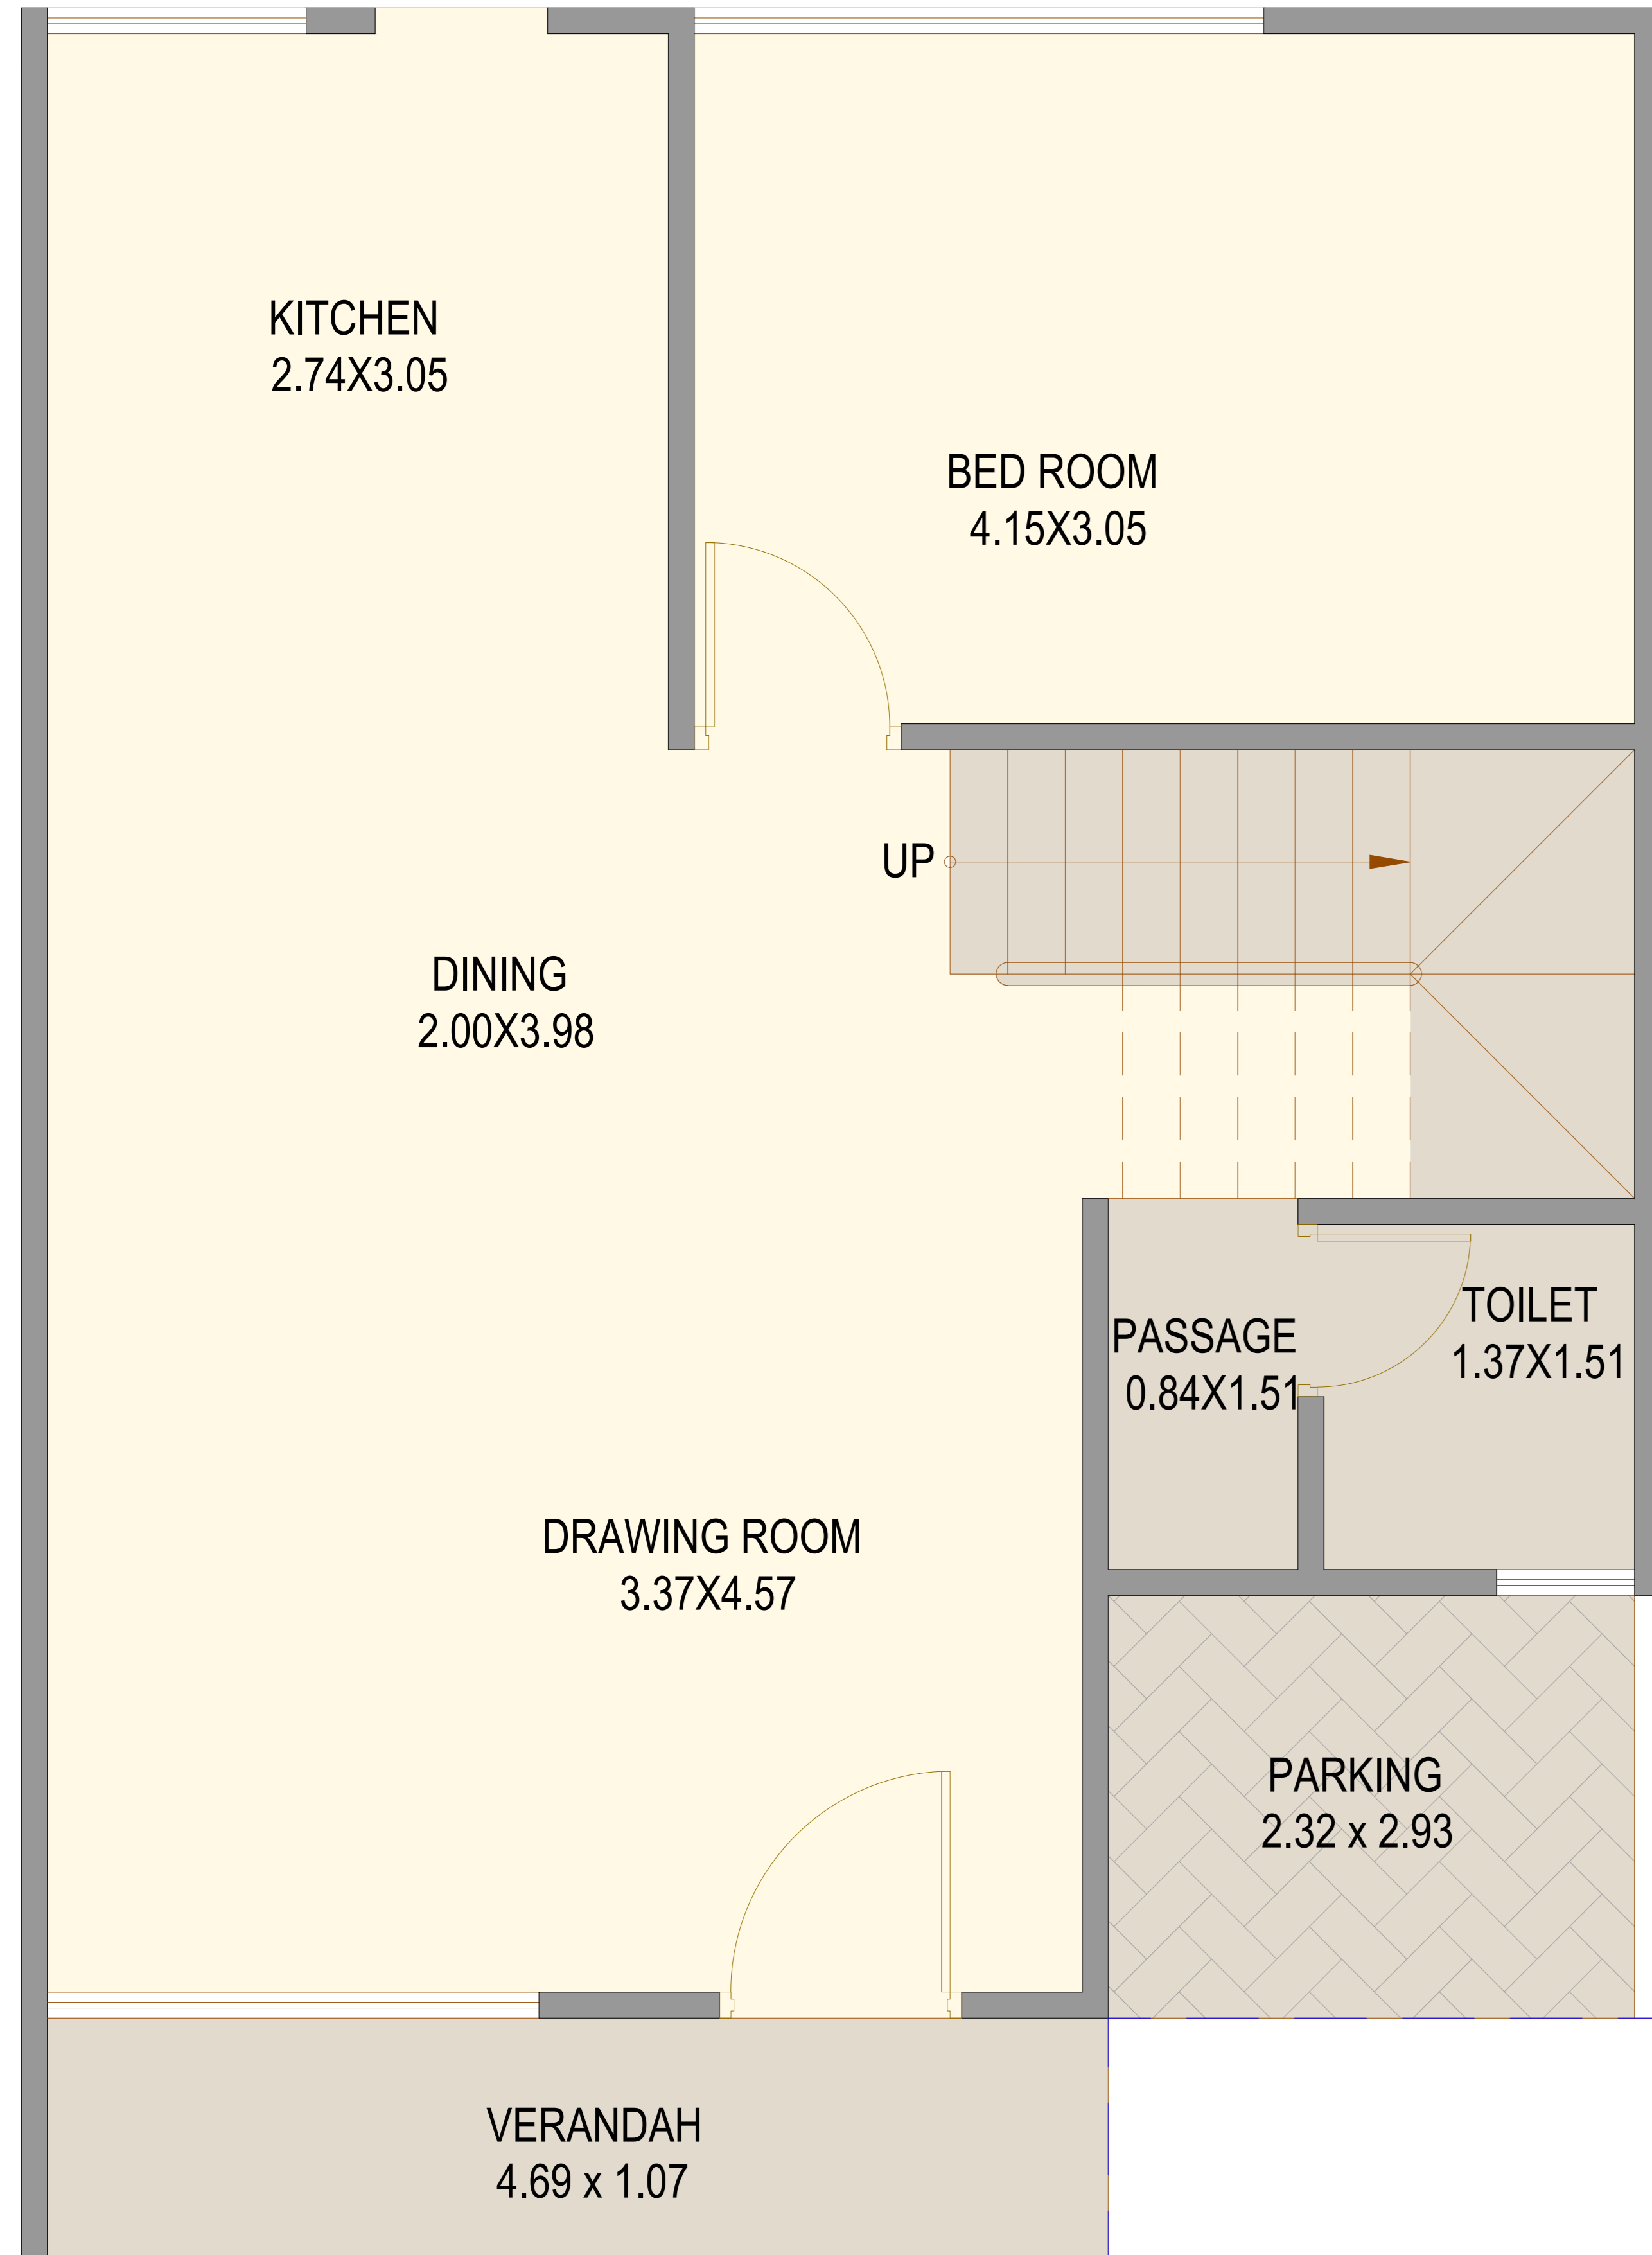 KITCHEN
2.74X3.05
BED ROOM
4.15X3.05
UP
DINING
2.00X3.98
PASSAGE
0.84X1.51
TOILET
1.37X1.51
DRAWING ROOM
3.37X4.57
PARKING
2.32 x 2.93
VERANDAH
4.69 x 1.07